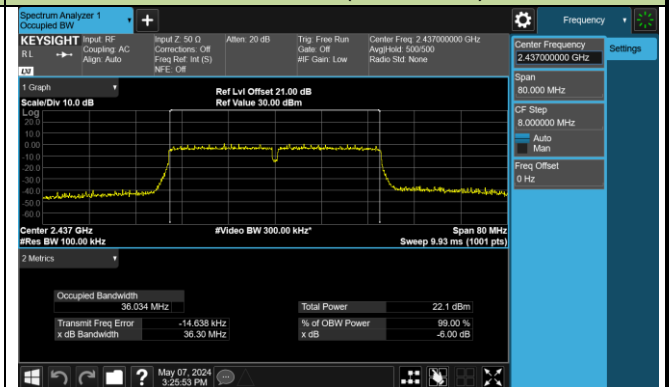 Spectrum Analyzer 1
Occupied BW
+
Frequency
KEYSIGHT
RL
Input: RF
Coupling: AC
Align: Auto
Input Z: 50 Ω
Corrections: Off
Freq Ref: Int (S)
NFE: Off
Atten: 20 dB
Trig: Free Run
Gate: Off
#IF Gain: Low
Center Freq: 2.437000000 GHz
Avg|Hold: 500/500
Radio Std: None
Center Frequency
2.437000000 GHz
Settings
Span
80.000 MHz
CF Step
8.000000 MHz
Auto
Man
Freq Offset
0 Hz
1 Graph
Scale/Div 10.0 dB
Ref Lvl Offset 21.00 dB
Ref Value 30.00 dBm
Log
20.0
10.0
0.00
-10.0
-20.0
-30.0
-40.0
-50.0
-60.0
Center 2.437 GHz
#Video BW 300.00 kHz*
Span 80 MHz
#Res BW 100.00 kHz
Sweep 9.93 ms (1001 pts)
2 Metrics
Occupied Bandwidth
36.034 MHz
Total Power 22.1 dBm
Transmit Freq Error -14.638 kHz
% of OBW Power 99.00 %
x dB Bandwidth 36.30 MHz
x dB -6.00 dB
?
May 07, 2024
3:25:53 PM